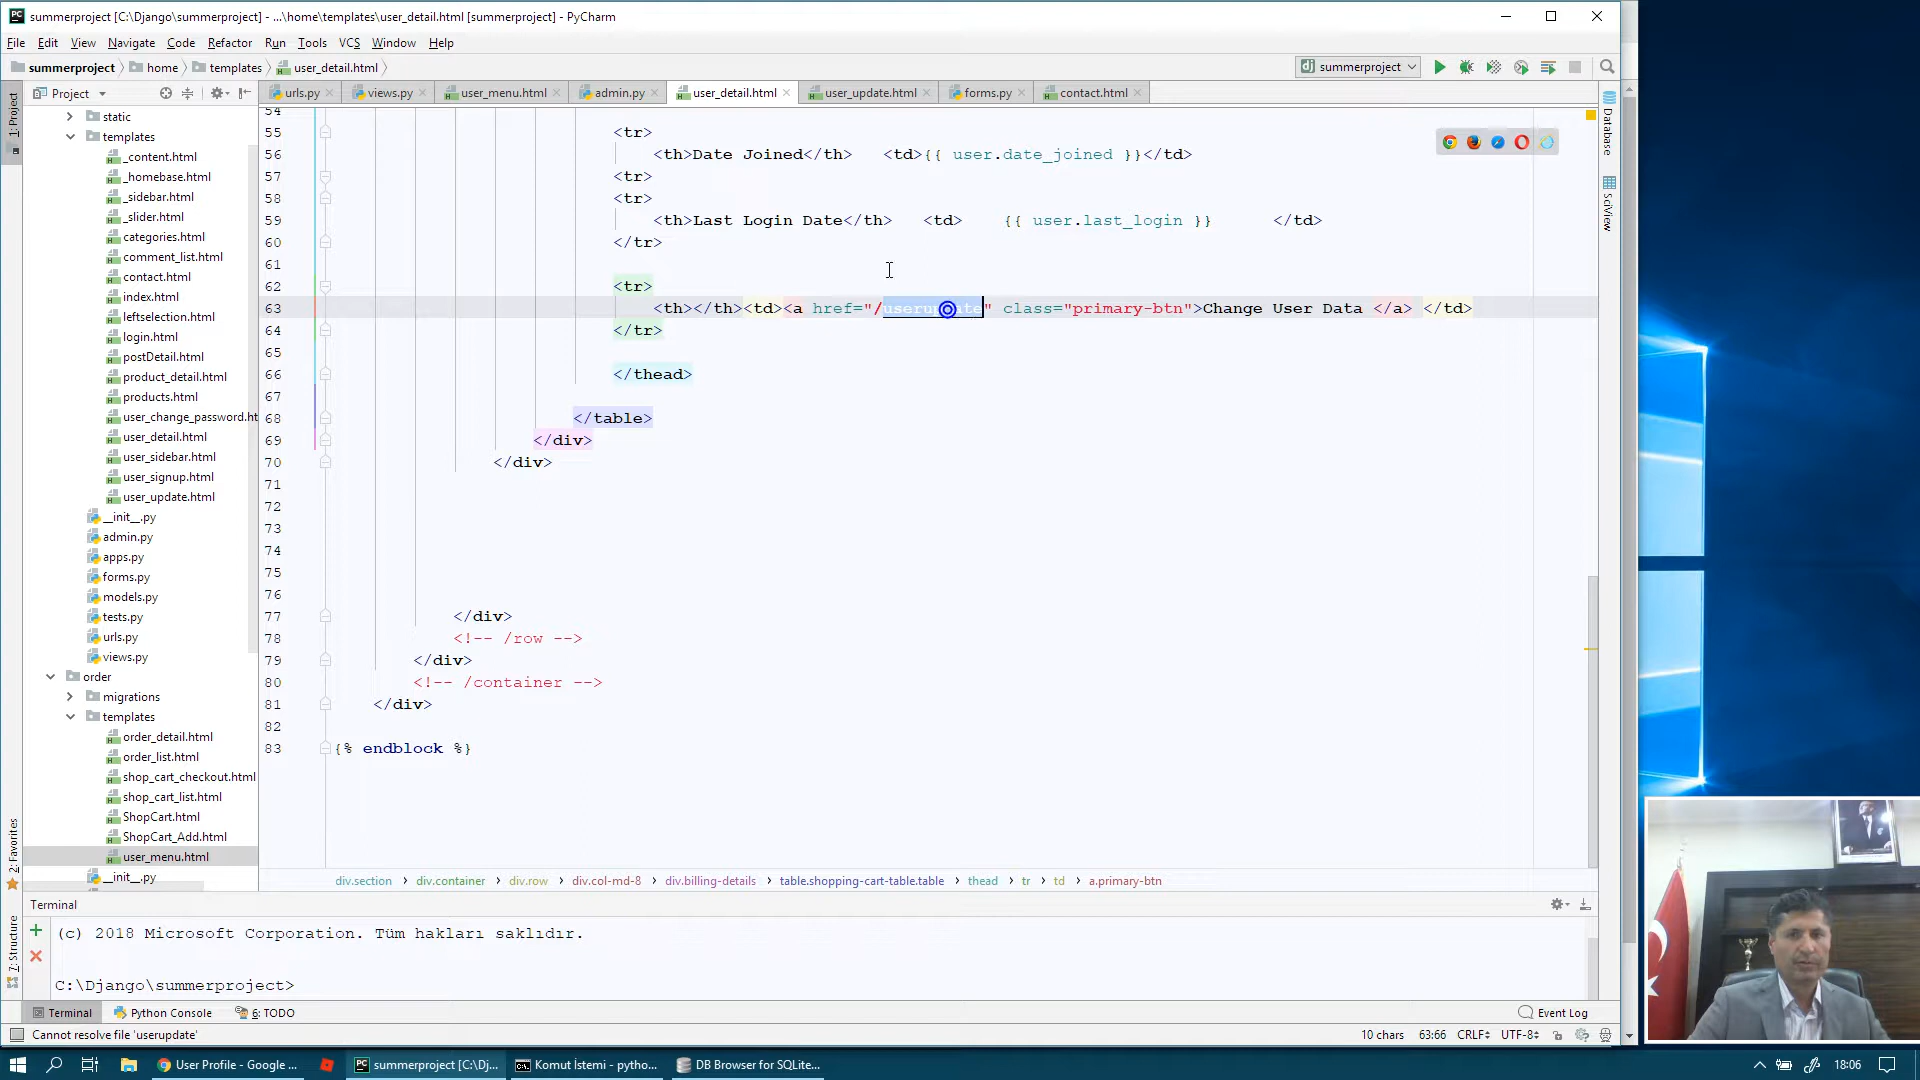 summerproject [C:\Django\summerproject] - ...\home\templates\user_detail.html [summerproject] - PyCharm
File Edit View Navigate Code Refactor Run Tools VCS Window Help
summerproject home templates user_detail.html
summerproject
Project
urls.py views.py user_menu.html admin.py user_detail.html user_update.html forms.py contact.html
1: Project
2: Favorites
7: Structure
Database
SciView
static
templates
_content.html
_homebase.html
_sidebar.html
_slider.html
categories.html
comment_list.html
contact.html
index.html
leftselection.html
login.html
postDetail.html
product_detail.html
products.html
user_change_password.ht
user_detail.html
user_sidebar.html
user_signup.html
user_update.html
__init__.py
admin.py
apps.py
forms.py
models.py
tests.py
urls.py
views.py
order
migrations
templates
order_detail.html
order_list.html
shop_cart_checkout.html
shop_cart_list.html
ShopCart.html
ShopCart_Add.html
user_menu.html
__init__.py
54
55 <tr>
56 <th>Date Joined</th> <td>{{ user.date_joined }}</td>
57 <tr>
58 <tr>
59 <th>Last Login Date</th> <td> {{ user.last_login }} </td>
60 </tr>
61
62 <tr>
63 <th></th><td><a href="/userupdate" class="primary-btn">Change User Data </a> </td>
64 </tr>
65
66 </thead>
67
68 </table>
69 </div>
70 </div>
71
72
73
74
75
76
77 </div>
78 <!-- /row -->
79 </div>
80 <!-- /container -->
81 </div>
82
83 {% endblock %}
div.section div.container div.row div.col-md-8 div.billing-details table.shopping-cart-table.table thead tr td a.primary-btn
Terminal
(c) 2018 Microsoft Corporation. Tüm hakları saklıdır.
C:\Django\summerproject>
Terminal Python Console 6: TODO Event Log
Cannot resolve file 'userupdate' 10 chars 63:66 CRLF UTF-8
User Profile - Google ... summerproject [C:\Dj... Komut İstemi - pytho... DB Browser for SQLite... 18:06